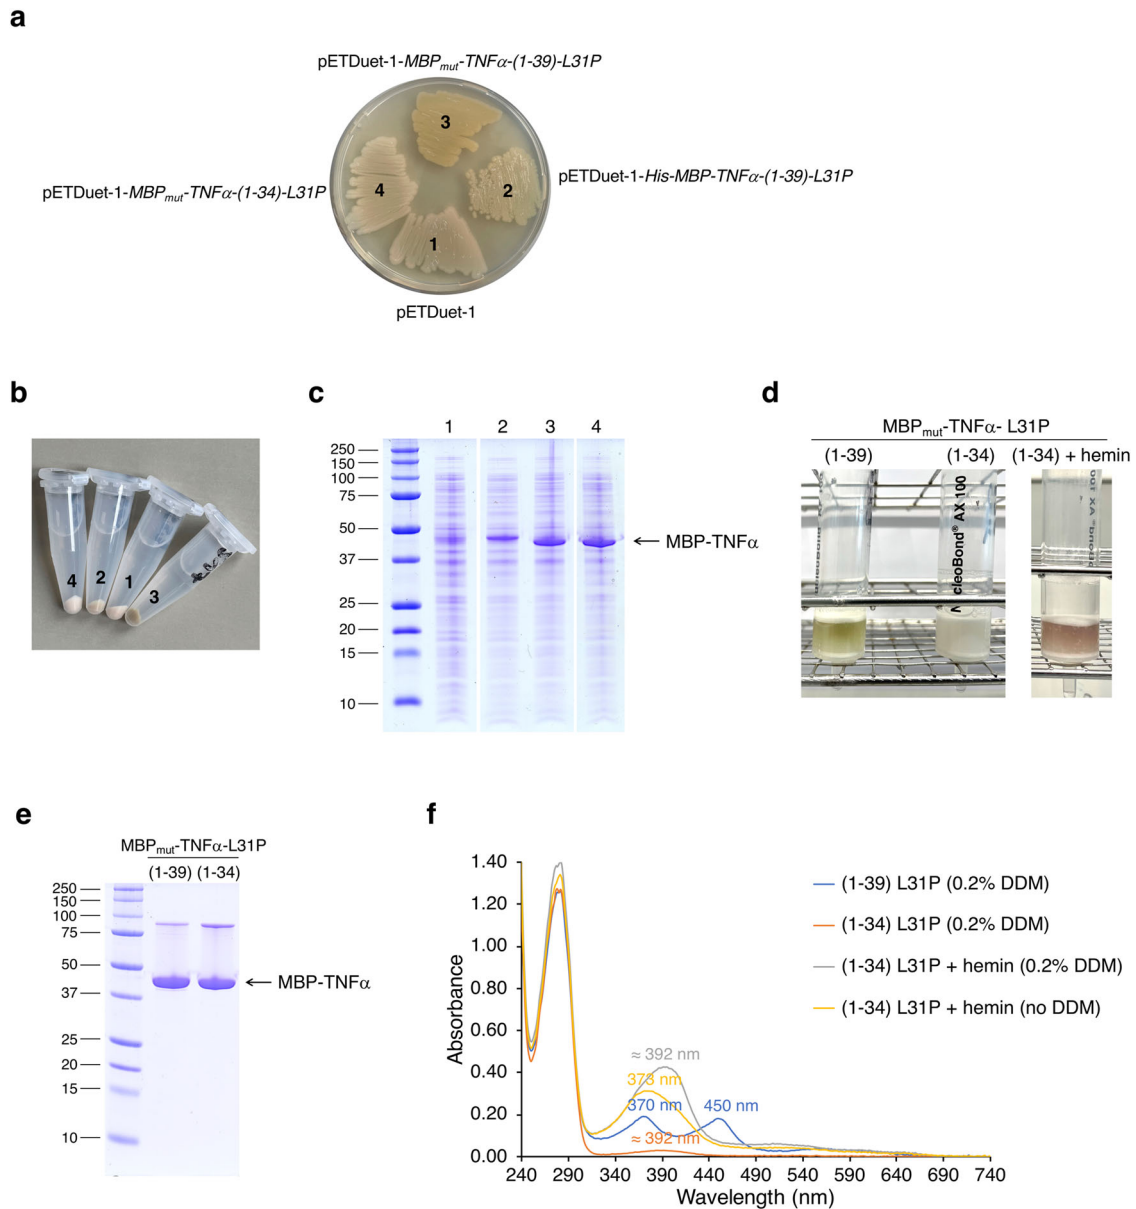 a
pETDuet-1-MBPmut-TNFα-(1-39)-L31P
3
4
2
1
pETDuet-1-MBPmut-TNFα-(1-34)-L31P
pETDuet-1-His-MBP-TNFα-(1-39)-L31P
pETDuet-1
b
4 2 1 3
c
1 2 3 4
250
150
100
75
50
37
25
20
15
10
MBP-TNFα
d
MBPmut-TNFα- L31P
(1-39) (1-34) (1-34) + hemin
cleoBond® AX 100
e
MBPmut-TNFα-L31P
(1-39) (1-34)
250
150
100
75
50
37
25
20
15
10
MBP-TNFα
f
Absorbance
1.40
1.20
1.00
0.80
0.60
0.40
0.20
0.00
≈ 392 nm
373 nm
370 nm
450 nm
≈ 392 nm
240 290 340 390 440 490 540 590 640 690 740
Wavelength (nm)
(1-39) L31P (0.2% DDM)
(1-34) L31P (0.2% DDM)
(1-34) L31P + hemin (0.2% DDM)
(1-34) L31P + hemin (no DDM)